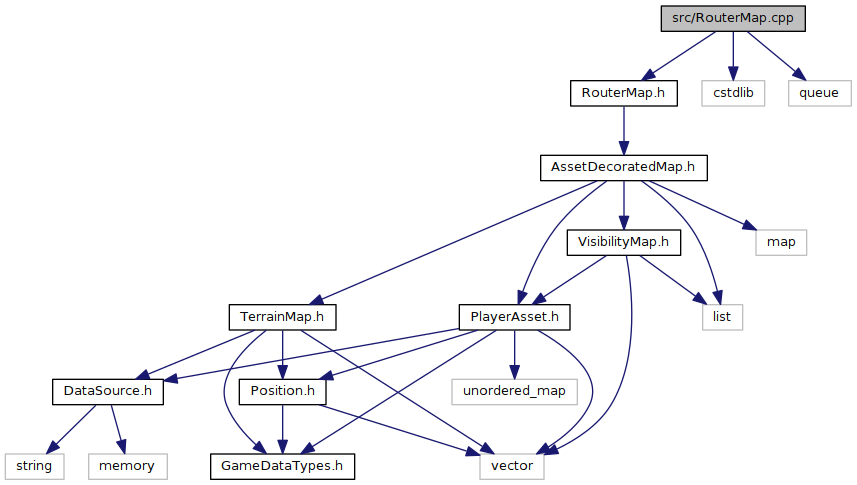 src/RouterMap.cpp
RouterMap.h
cstdlib
queue
AssetDecoratedMap.h
VisibilityMap.h
map
TerrainMap.h
PlayerAsset.h
list
DataSource.h
Position.h
unordered_map
string
memory
GameDataTypes.h
vector